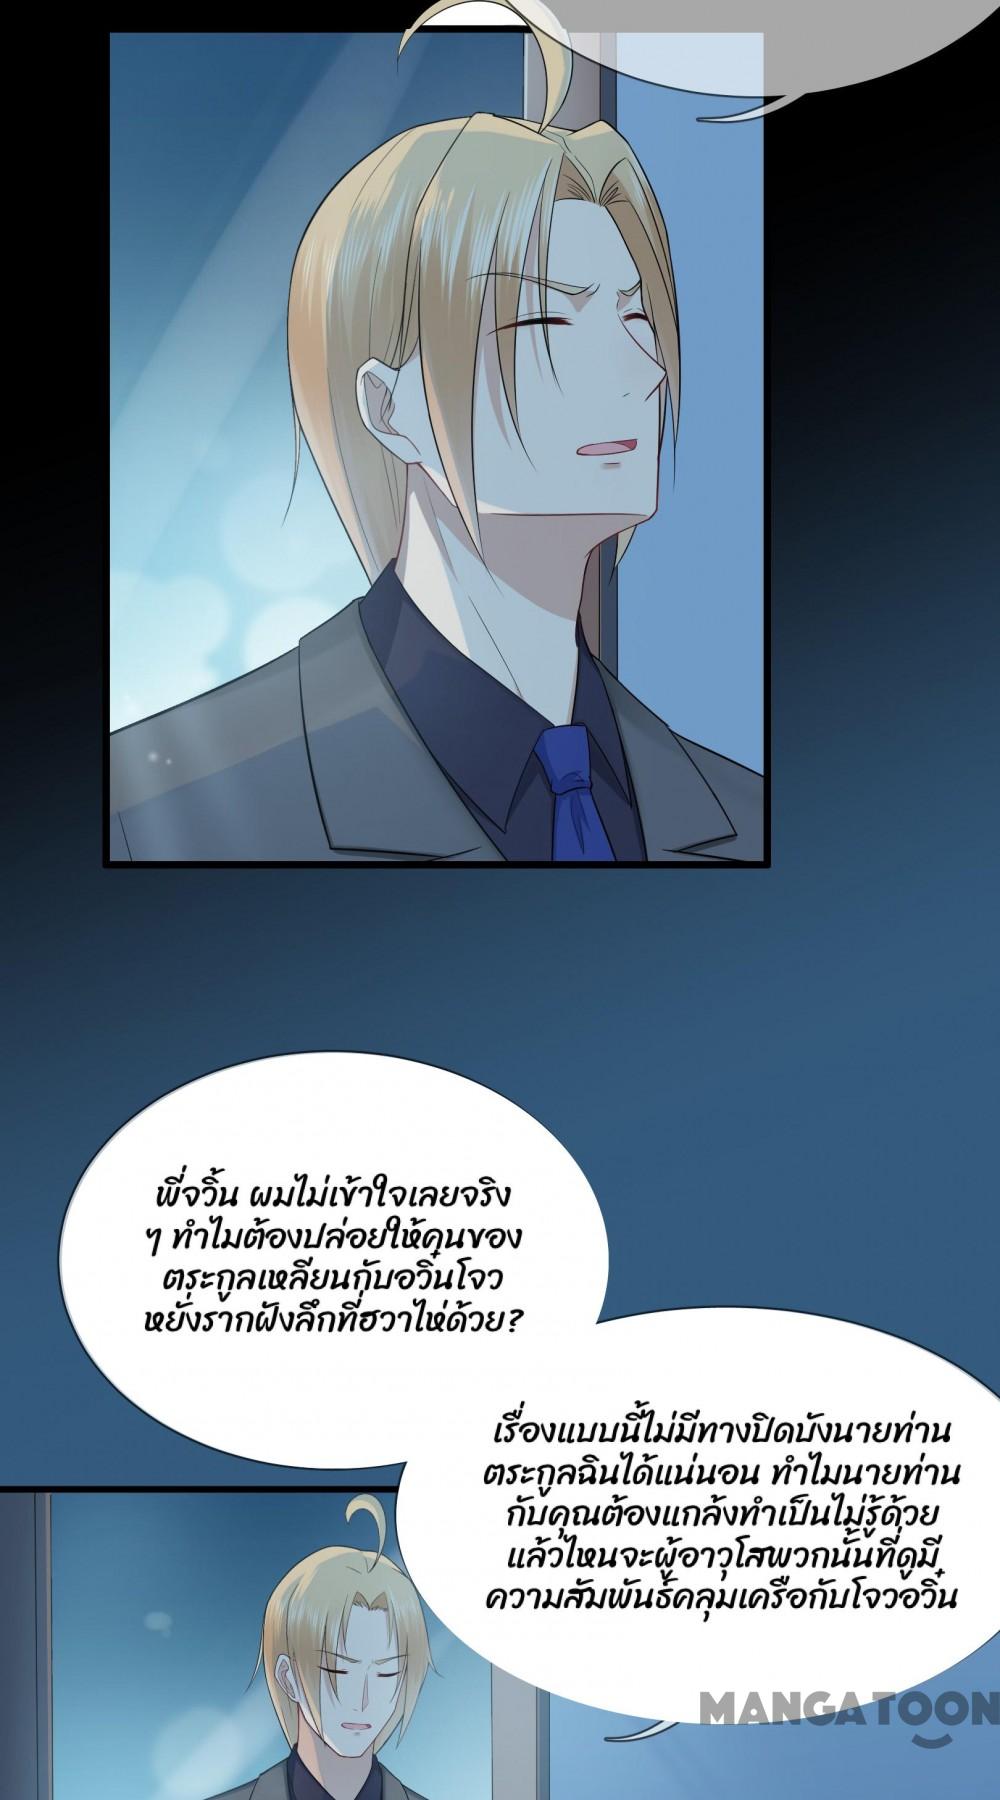 พี่จวิ้น ผมไม่เข้าใจเลยจริง
ๆ ทำไมต้องปล่อยให้คนของ
ตระกูลเหลียนกับอวิ๋นโจว
หยั่งรากฝังลึกที่ฮวาไห่ด้วย?
เรื่องแบบนี้ไม่มีทางปิดบังนายท่าน
ตระกูลฉินได้แน่นอน ทำไมนายท่าน
กับคุณต้องแกล้งทำเป็นไม่รู้ด้วย
แล้วไหนจะผู้อาวุโสพวกนั้นที่ดูมี
ความสัมพันธ์คลุมเครือกับโจวอวิ๋น
MANGATOON